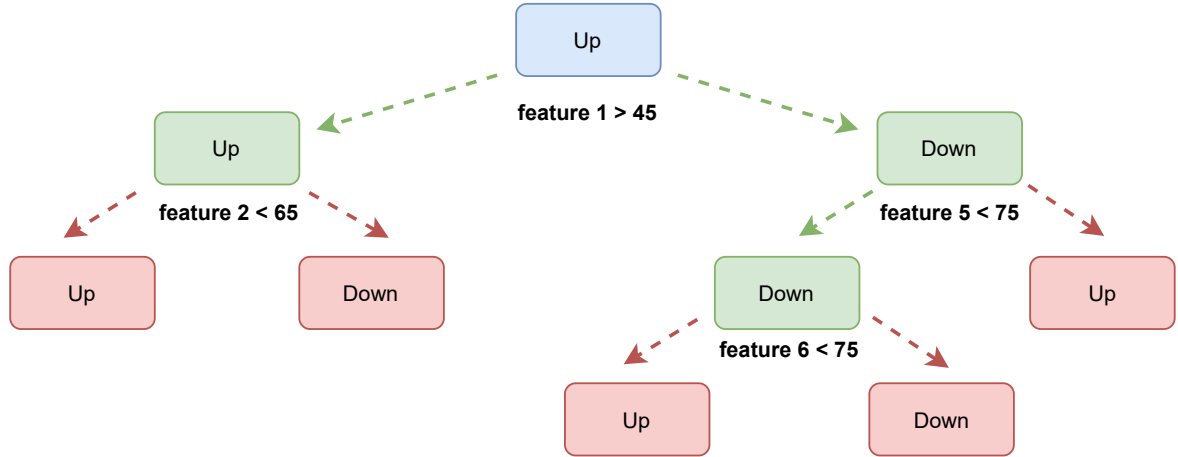 Up
feature 1 > 45
Up
Down
feature 2 < 65
feature 5 < 75
Up
Down
Down
Up
feature 6 < 75
Up
Down